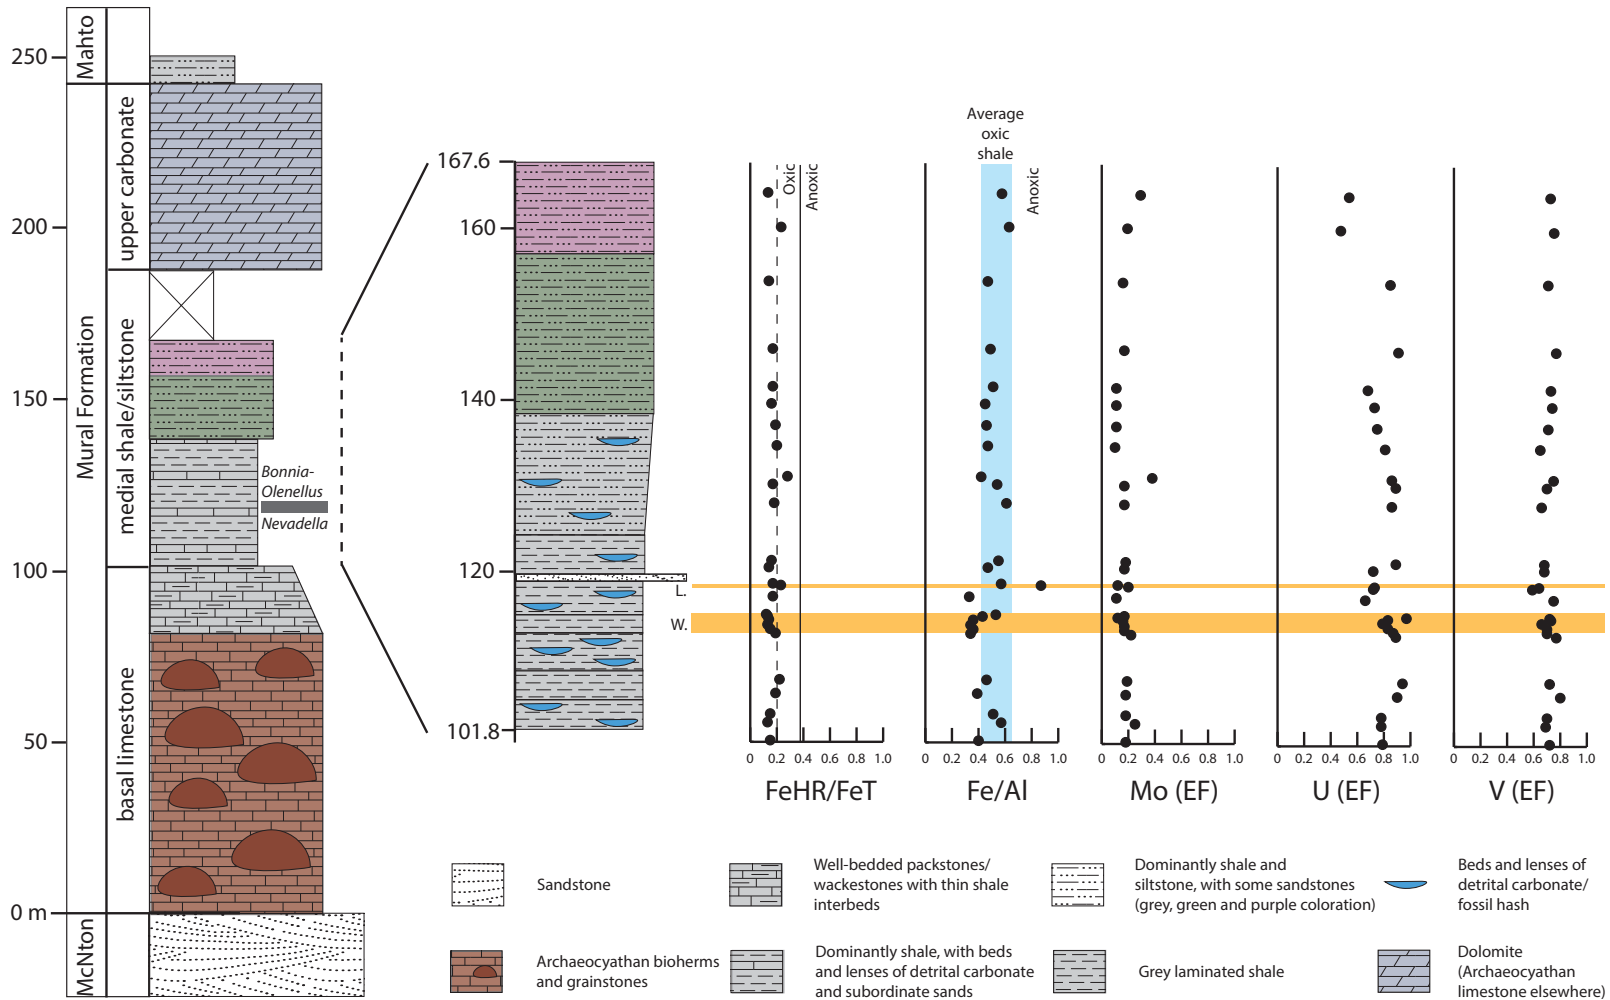 250
200
150
100
50
0 m
Mahto
Mural Formation
McNton
upper carbonate
medial shale/siltstone
basal limestone
Bonnia-
Olenellus
Nevadella
167.6
160
140
120
101.8
L.
W.
Average
oxic
shale
Oxic
Anoxic
Anoxic
0 0.2 0.4 0.6 0.8 1.0
FeHR/FeT
0 0.2 0.4 0.6 0.8 1.0
Fe/Al
0 0.2 0.4 0.6 0.8 1.0
Mo (EF)
0 0.2 0.4 0.6 0.8 1.0
U (EF)
0 0.2 0.4 0.6 0.8 1.0
V (EF)
Sandstone
Well-bedded packstones/
wackestones with thin shale
interbeds
Dominantly shale and
siltstone, with some sandstones
(grey, green and purple coloration)
Beds and lenses of
detrital carbonate/
fossil hash
Archaeocyathan bioherms
and grainstones
Dominantly shale, with beds
and lenses of detrital carbonate
and subordinate sands
Grey laminated shale
Dolomite
(Archaeocyathan
limestone elsewhere)